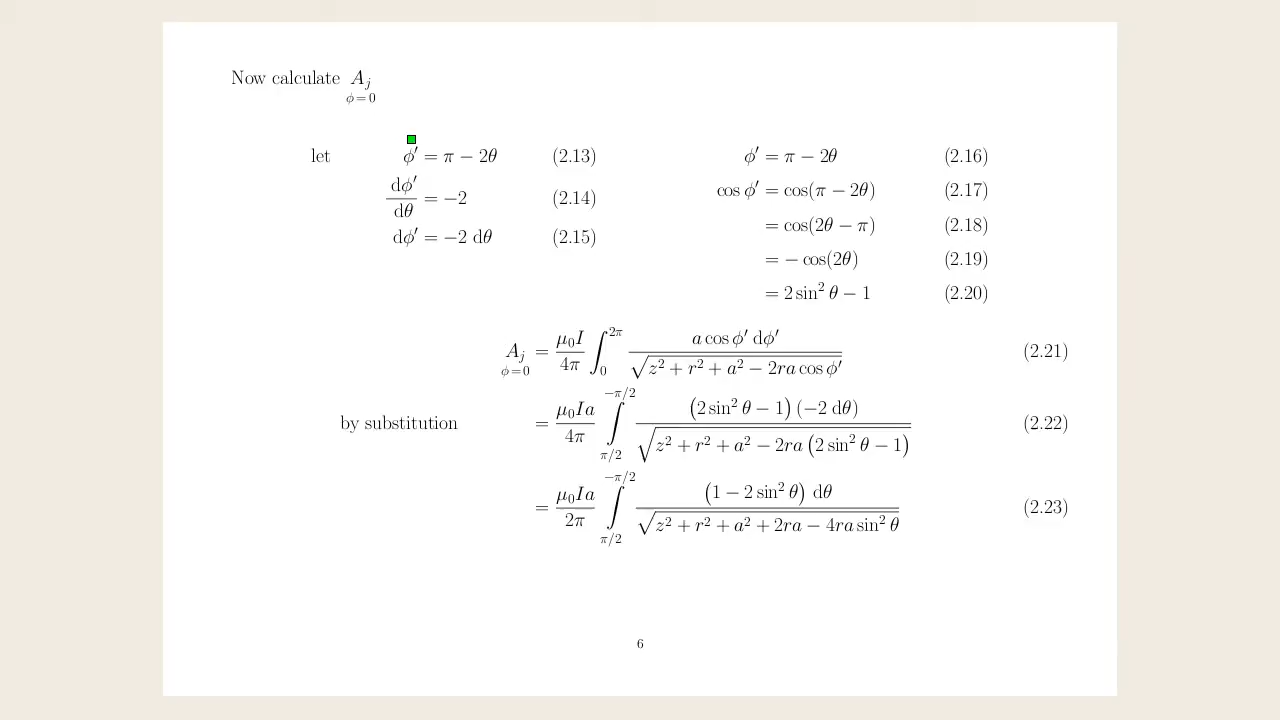 Now calculate A_j
ϕ=0
let ϕ′ = π − 2θ (2.13)
dϕ′/dθ = −2 (2.14)
dϕ′ = −2 dθ (2.15)
ϕ′ = π − 2θ (2.16)
cos ϕ′ = cos(π − 2θ) (2.17)
= cos(2θ − π) (2.18)
= − cos(2θ) (2.19)
= 2 sin² θ − 1 (2.20)
A_j ϕ=0 = μ₀I/4π ∫₀^{2π} a cos ϕ′ dϕ′ / √(z² + r² + a² − 2ra cos ϕ′) (2.21)
by substitution = μ₀Ia/4π ∫_{π/2}^{−π/2} (2 sin² θ − 1) (−2 dθ) / √(z² + r² + a² − 2ra (2 sin² θ − 1)) (2.22)
= μ₀Ia/2π ∫_{π/2}^{−π/2} (1 − 2 sin² θ) dθ / √(z² + r² + a² + 2ra − 4ra sin² θ) (2.23)
6